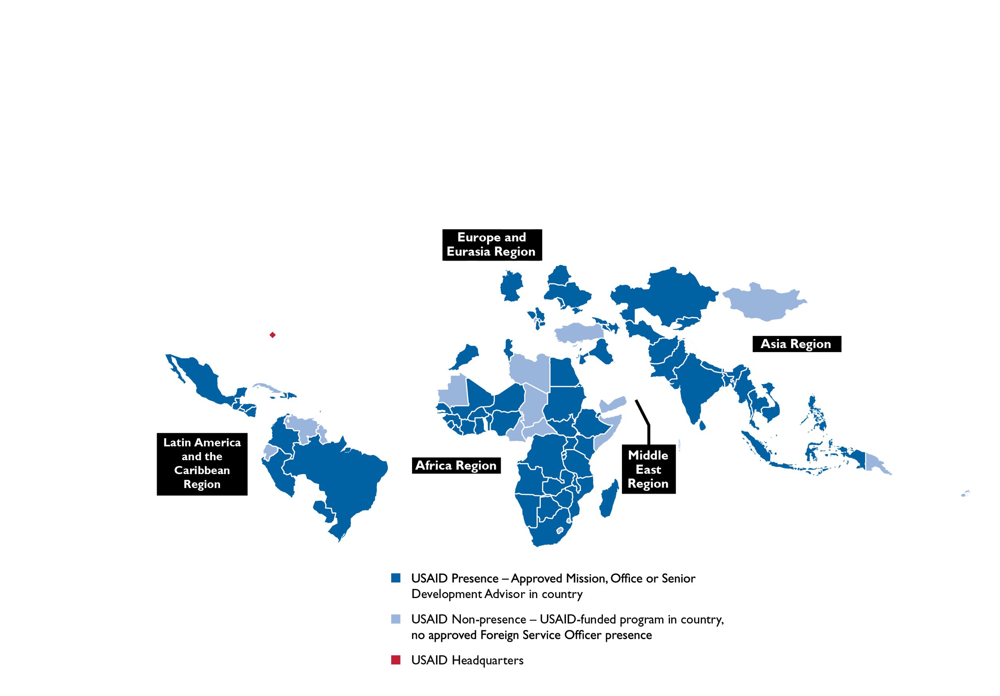 Europe and
Eurasia Region
Asia Region
Latin America
and the
Caribbean
Region
Africa Region
Middle
East
Region
USAID Presence – Approved Mission, Office or Senior
Development Advisor in country
USAID Non-presence – USAID-funded program in country,
no approved Foreign Service Officer presence
USAID Headquarters